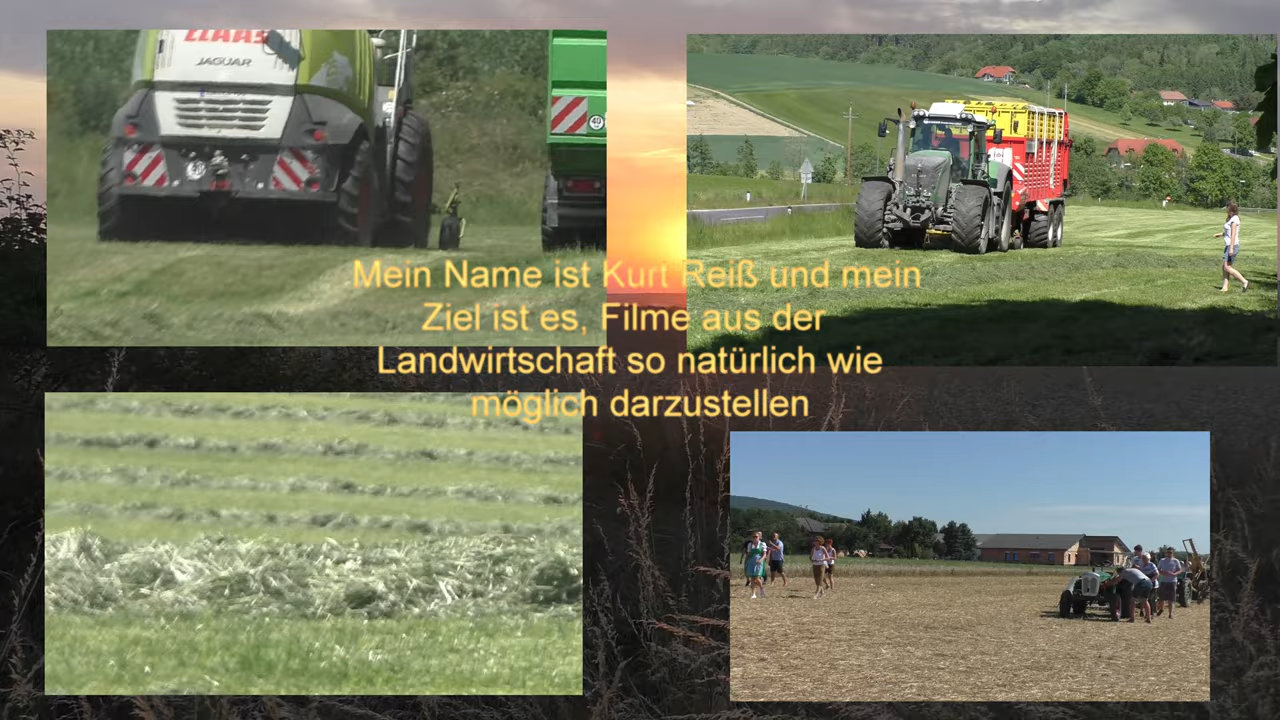 CLAAS
JAGUAR
40
Mein Name ist Kurt Reiß und mein
Ziel ist es, Filme aus der
Landwirtschaft so natürlich wie
möglich darzustellen